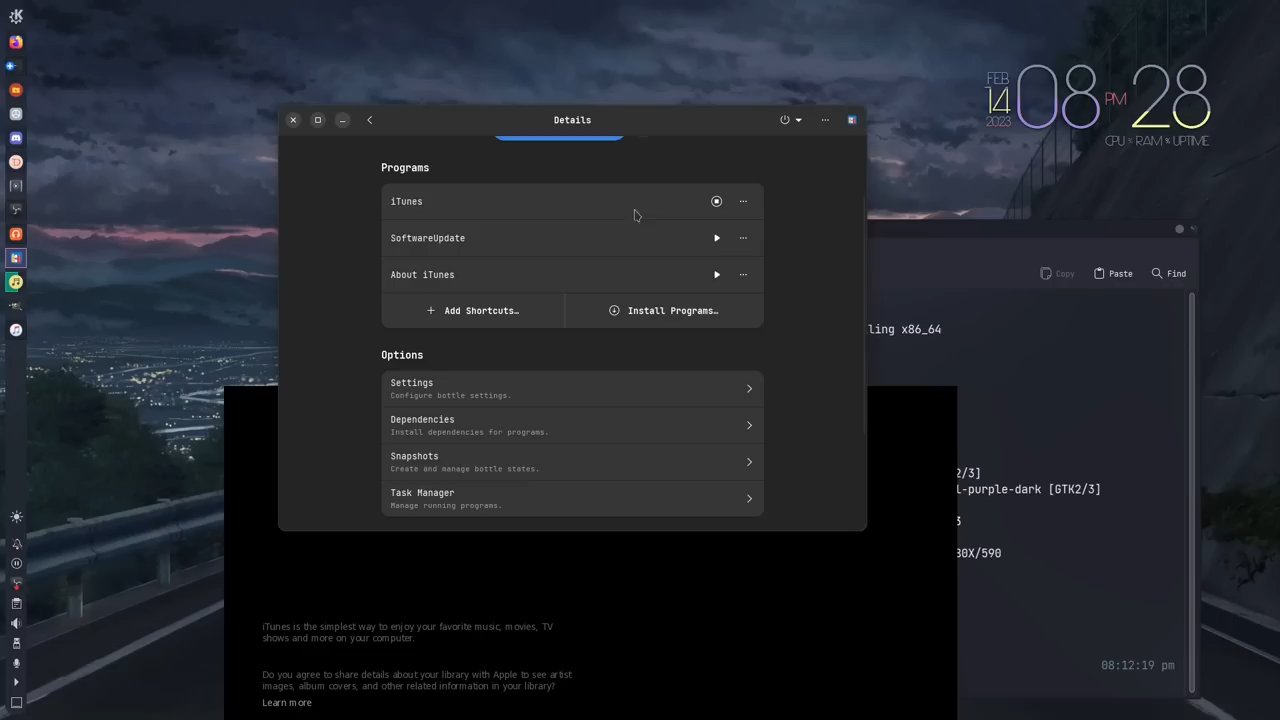 FEB
14
2023
08
PM
28
CPU % RAM % UPTIME
Details
Programs
iTunes
SoftwareUpdate
About iTunes
Add Shortcuts…
Install Programs…
Options
Settings
Configure bottle settings.
Dependencies
Install dependencies for programs.
Snapshots
Create and manage bottle states.
Task Manager
Manage running programs.
Copy
Paste
Find
ling x86_64
2/3]
l-purple-dark [GTK2/3]
3
80X/590
08:12:19 pm
iTunes is the simplest way to enjoy your favorite music, movies, TV
shows and more on your computer.
Do you agree to share details about your library with Apple to see artist
images, album covers, and other related information in your library?
Learn more